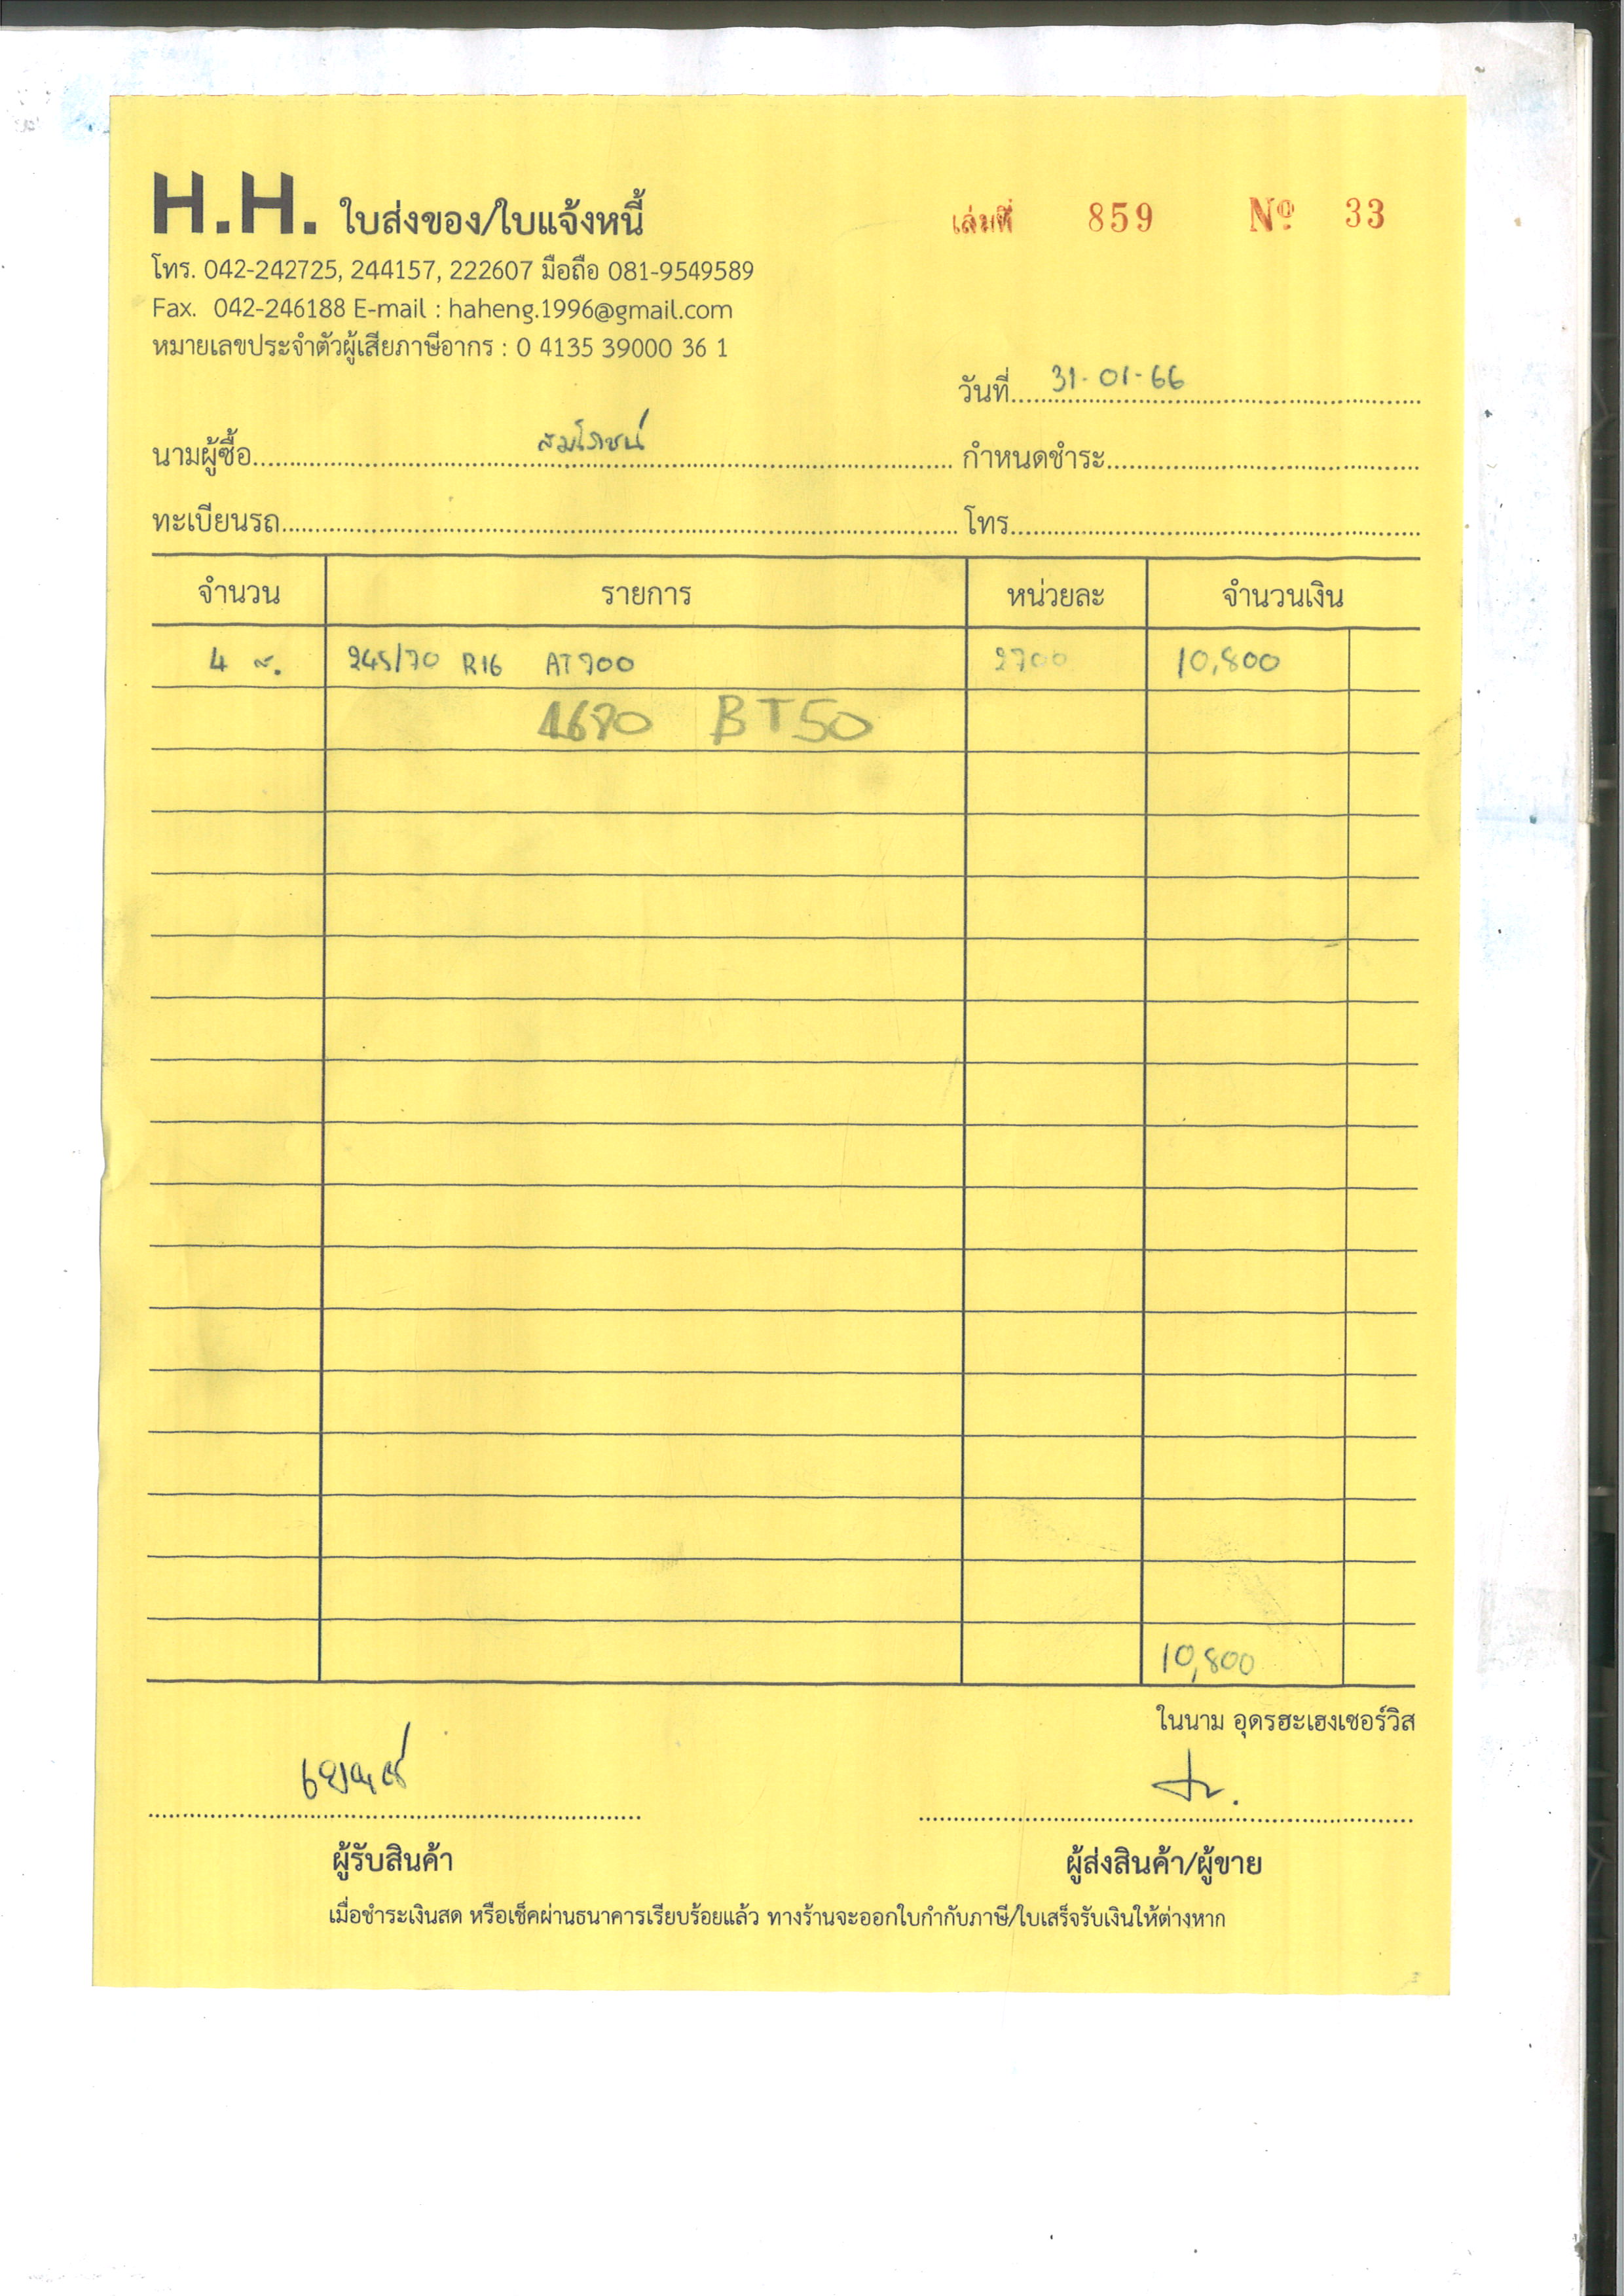 H.H. ใบส่งของ/ใบแจ้งหนี้ เล่มที่ 859 Nº 33
โทร. 042-242725, 244157, 222607 มือถือ 081-9549589
Fax. 042-246188 E-mail : haheng.1996@gmail.com
หมายเลขประจำตัวผู้เสียภาษีอากร : 0 4135 39000 36 1
วันที่ 31-01-66
นามผู้ซื้อ สมโภชน์ กำหนดชำระ
ทะเบียนรถ โทร
จำนวน รายการ หน่วยละ จำนวนเงิน
4 ส. 245/70 R16 AT700 2700 10,800
1670 BT50
10,800
ในนาม อุดรฮะเฮงเซอร์วิส
ผู้รับสินค้า ผู้ส่งสินค้า/ผู้ขาย
เมื่อชำระเงินสด หรือเช็คผ่านธนาคารเรียบร้อยแล้ว ทางร้านจะออกใบกำกับภาษี/ใบเสร็จรับเงินให้ต่างหาก